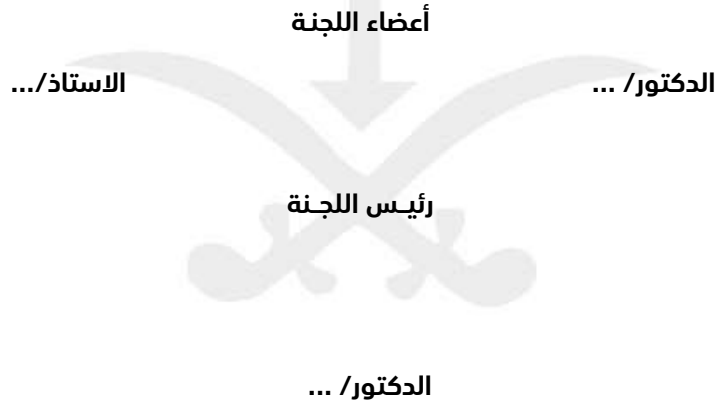 أعضاء اللجنة
الدكتور/ ... الاستاذ/...
رئيـس اللجـنة
الدكتور/ ...